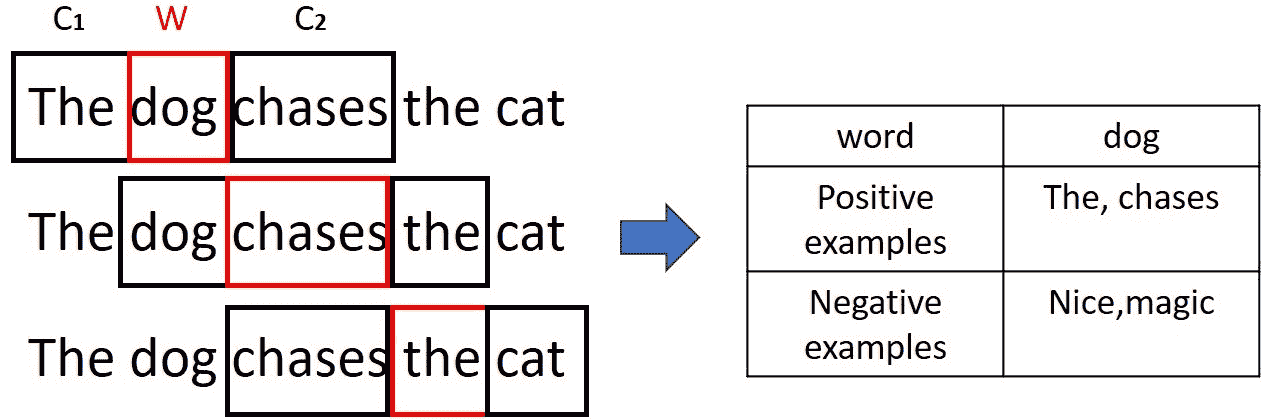 C₁ W C₂
The dog chases the cat
The dog chases the cat
The dog chases the cat
word dog
Positive
examples
The, chases
Negative
examples
Nice,magic